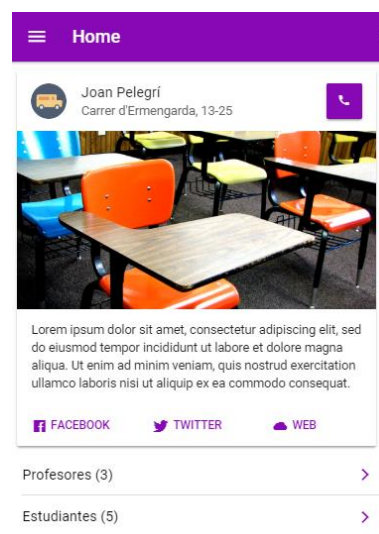 Home
Joan Pelegrí
Carrer d'Ermengarda, 13-25
Lorem ipsum dolor sit amet, consectetur adipiscing elit, sed
do eiusmod tempor incididunt ut labore et dolore magna
aliqua. Ut enim ad minim veniam, quis nostrud exercitation
ullamco laboris nisi ut aliquip ex ea commodo consequat.
FACEBOOK TWITTER WEB
Profesores (3)
Estudiantes (5)